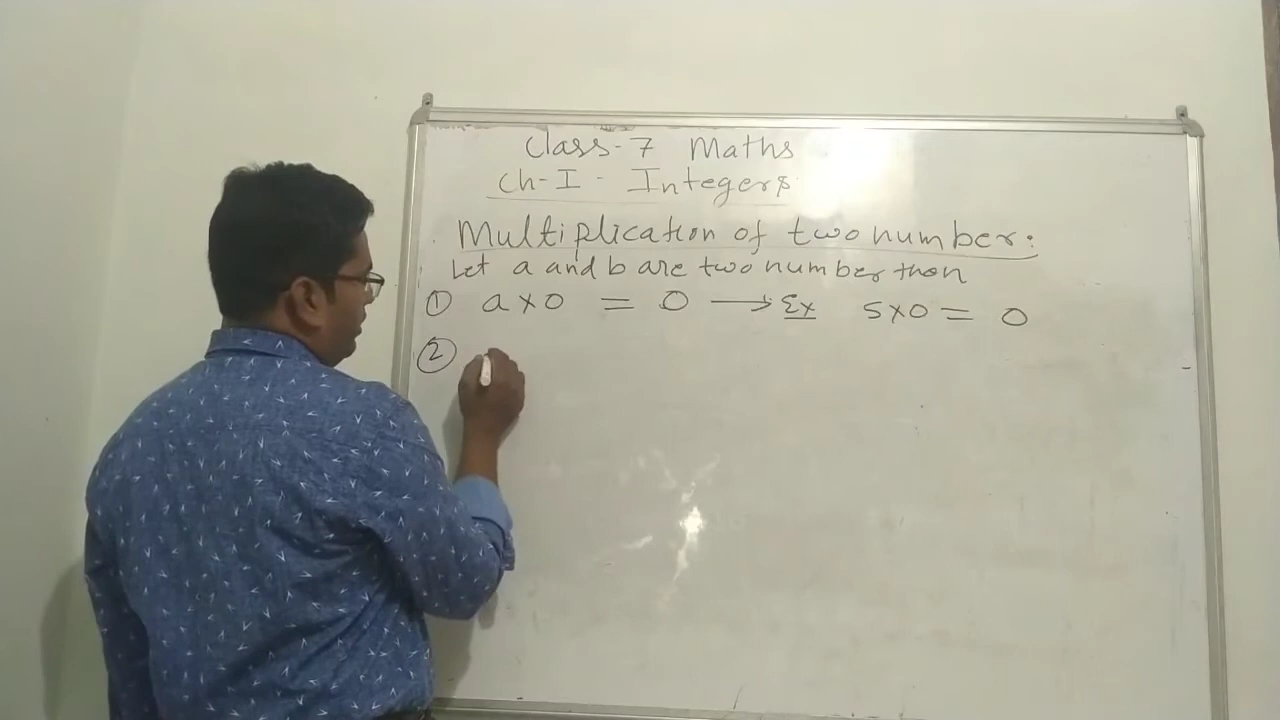 Class-7 Maths
Ch-I - Integers
Multiplication of two number:
Let a and b are two number then
① a×0 = 0 → Ex 5×0 = 0
②